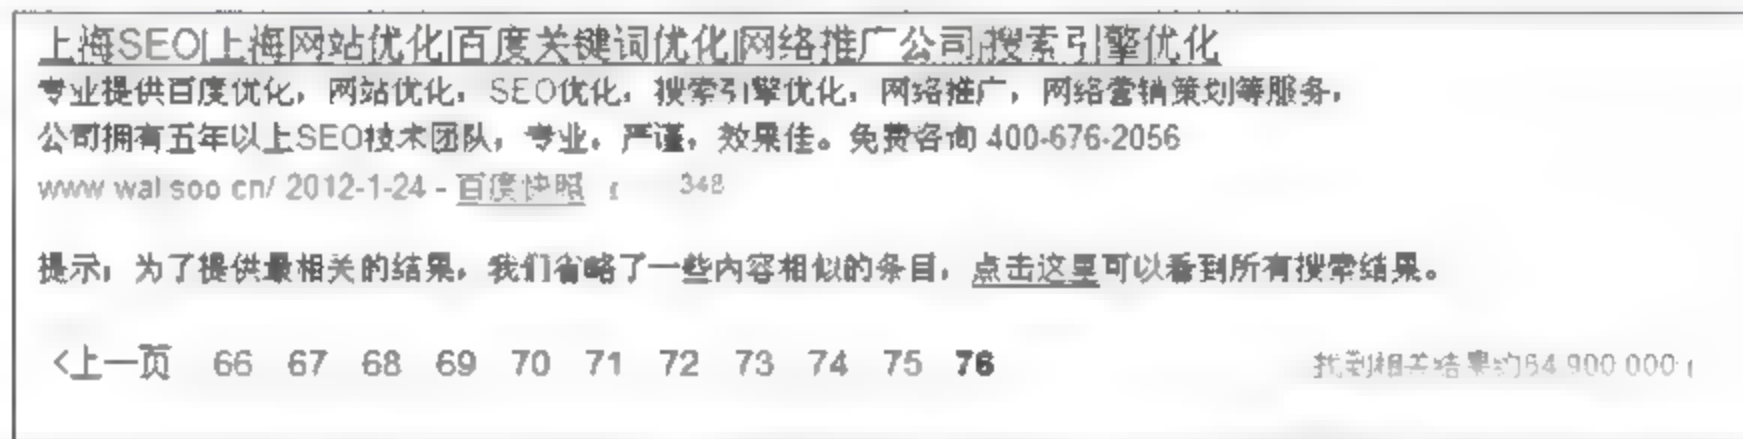 上海SEO|上海网站优化|百度关键词优化|网络推广公司|搜索引擎优化
专业提供百度优化，网站优化，SEO优化，搜索引擎优化，网络推广，网络营销策划等服务，
公司拥有五年以上SEO技术团队，专业，严谨，效果佳。免费咨询 400-676-2056
2012-1-24 - 百度快照 348
提示：为了提供最相关的结果，我们省略了一些内容相似的条目，点击这里可以看到所有搜索结果。
<上一页 66 67 68 69 70 71 72 73 74 75 76
找到相关结果约54,900,000